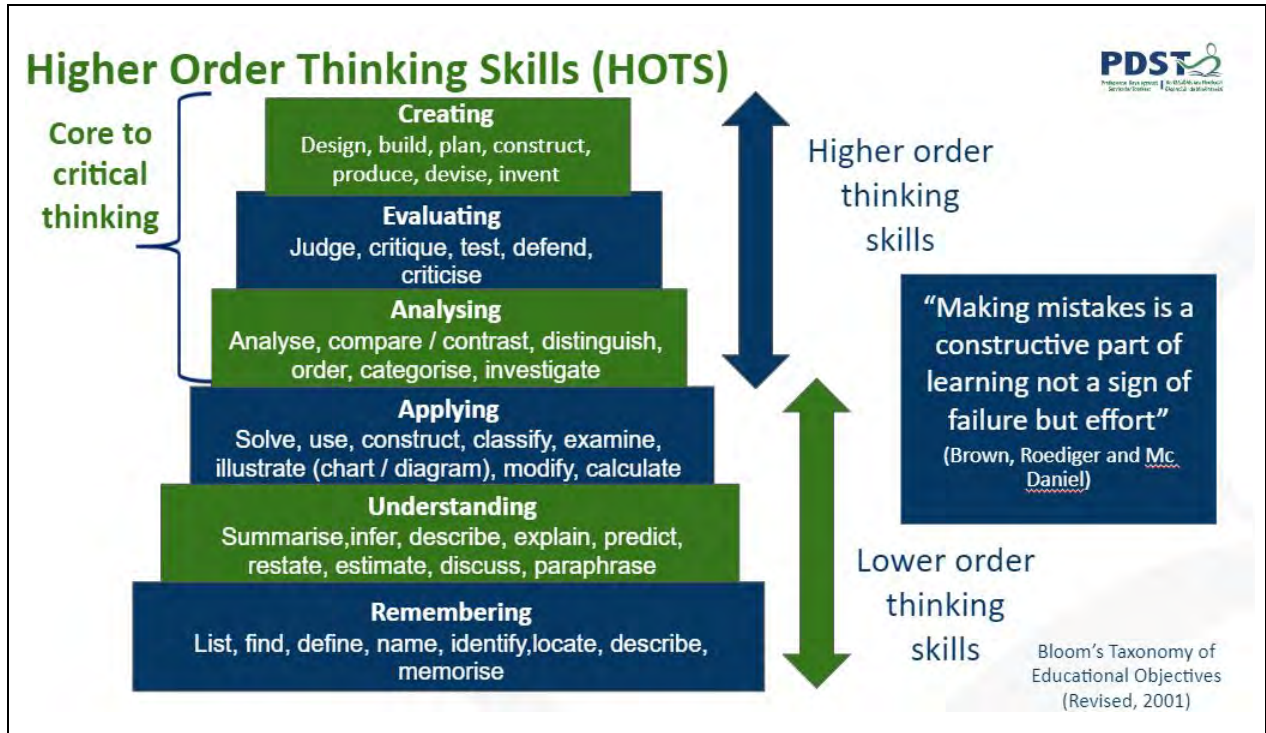 Higher Order Thinking Skills (HOTS)
PDST
Core to
critical
thinking
Creating
Design, build, plan, construct,
produce, devise, invent
Evaluating
Judge, critique, test, defend,
criticise
Analysing
Analyse, compare / contrast, distinguish,
order, categorise, investigate
Applying
Solve, use, construct, classify, examine,
illustrate (chart / diagram), modify, calculate
Understanding
Summarise,infer, describe, explain, predict,
restate, estimate, discuss, paraphrase
Remembering
List, find, define, name, identify,locate, describe,
memorise
Higher order
thinking
skills
“Making mistakes is a
constructive part of
learning not a sign of
failure but effort”
(Brown, Roediger and Mc
Daniel)
Lower order
thinking
skills
Bloom’s Taxonomy of
Educational Objectives
(Revised, 2001)